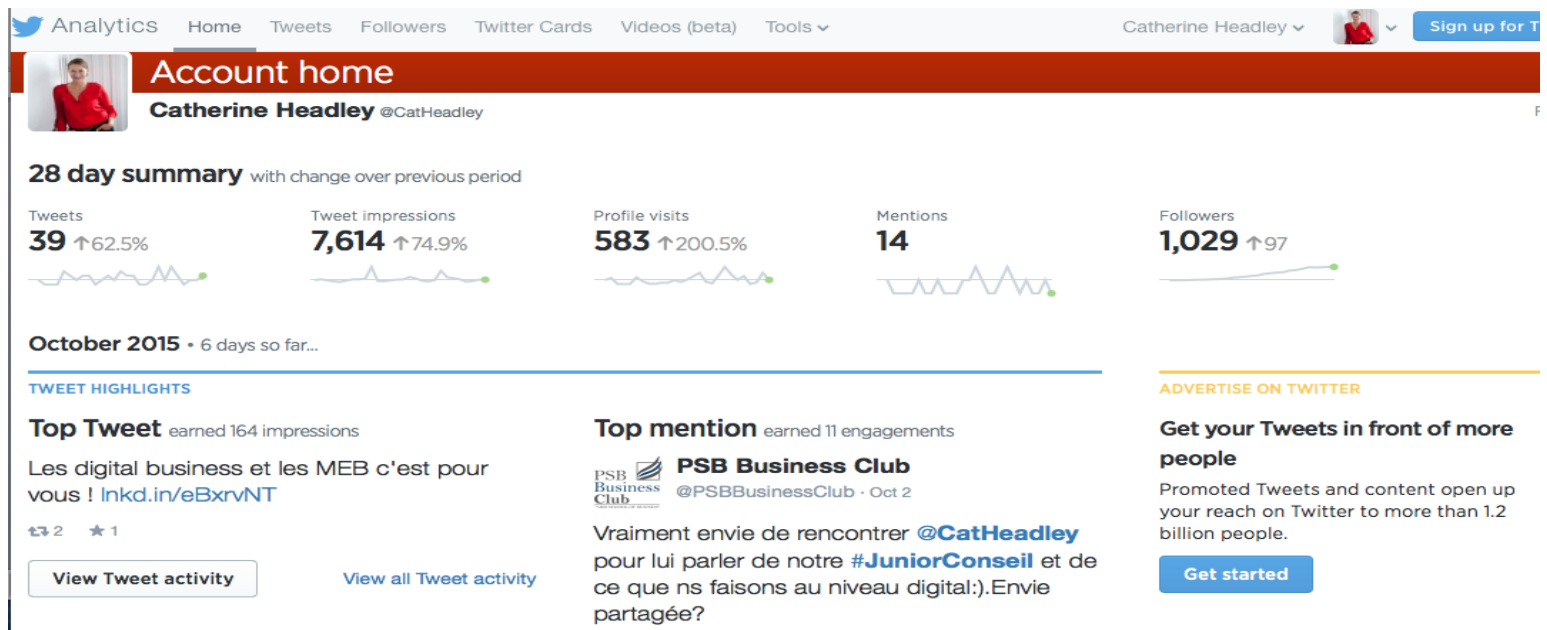 Analytics Home Tweets Followers Twitter Cards Videos (beta) Tools Catherine Headley Sign up for T
Account home
Catherine Headley @CatHeadley
28 day summary with change over previous period
Tweets Tweet impressions Profile visits Mentions Followers
39 ↑62.5% 7,614 ↑74.9% 583 ↑200.5% 14 1,029 ↑97
October 2015 • 6 days so far...
TWEET HIGHLIGHTS
Top Tweet earned 164 impressions
Les digital business et les MEB c'est pour
vous ! lnkd.in/eBxrvNT
2 1
View Tweet activity View all Tweet activity
Top mention earned 11 engagements
PSB
Business
Club
PSB Business Club
@PSBBusinessClub · Oct 2
Vraiment envie de rencontrer @CatHeadley
pour lui parler de notre #JuniorConseil et de
ce que ns faisons au niveau digital:).Envie
partagée?
ADVERTISE ON TWITTER
Get your Tweets in front of more
people
Promoted Tweets and content open up
your reach on Twitter to more than 1.2
billion people.
Get started